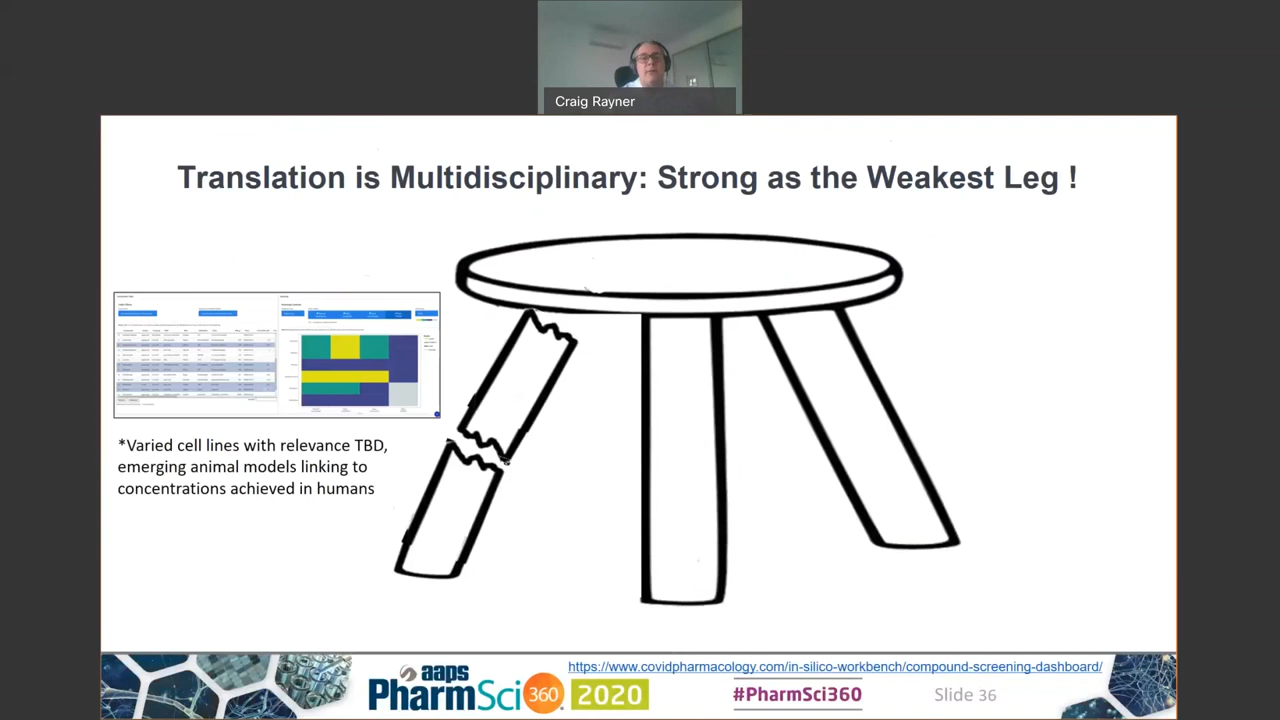 Craig Rayner
Translation is Multidisciplinary: Strong as the Weakest Leg !
*Varied cell lines with relevance TBD,
emerging animal models linking to
concentrations achieved in humans
https://www.covidpharmacology.com/in-silico-workbench/compound-screening-dashboard/
aaps
PharmSci 360 2020
#PharmSci360
Slide 36